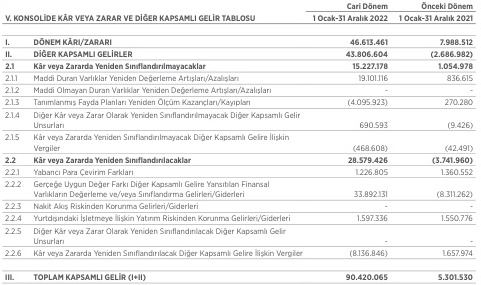 Cari Dönem Önceki Dönem
V. KONSOLİDE KÂR VEYA ZARAR VE DİĞER KAPSAMLI GELİR TABLOSU 1 Ocak-31 Aralık 2022 1 Ocak-31 Aralık 2021
I. DÖNEM KÂRI/ZARARI 46.613.461 7.988.512
II. DİĞER KAPSAMLI GELİRLER 43.806.604 (2.686.982)
2.1 Kâr veya Zararda Yeniden Sınıflandırılmayacaklar 15.227.178 1.054.978
2.1.1 Maddi Duran Varlıklar Yeniden Değerleme Artışları/Azalışları 19.101.116 836.615
2.1.2 Maddi Olmayan Duran Varlıklar Yeniden Değerleme Artışları/Azalışları - -
2.1.3 Tanımlanmış Fayda Planları Yeniden Ölçüm Kazançları/Kayıpları (4.095.923) 270.280
2.1.4 Diğer Kâr veya Zarar Olarak Yeniden Sınıflandırılmayacak Diğer Kapsamlı Gelir
Unsurları 690.593 (9.426)
2.1.5 Kâr veya Zararda Yeniden Sınıflandırılmayacak Diğer Kapsamlı Gelire İlişkin
Vergiler (468.608) (42.491)
2.2 Kâr veya Zararda Yeniden Sınıflandırılacaklar 28.579.426 (3.741.960)
2.2.1 Yabancı Para Çevirim Farkları 1.226.805 1.360.552
2.2.2 Gerçeğe Uygun Değer Farkı Diğer Kapsamlı Gelire Yansıtılan Finansal
Varlıkların Değerleme ve/veya Sınıflandırma Gelirleri/Giderleri 33.892.131 (8.311.262)
2.2.3 Nakit Akış Riskinden Korunma Gelirleri/Giderleri - -
2.2.4 Yurtdışındaki İşletmeye İlişkin Yatırım Riskinden Korunma Gelirleri/Giderleri 1.597.336 1.550.776
2.2.5 Diğer Kâr veya Zarar Olarak Yeniden Sınıflandırılacak Diğer Kapsamlı Gelir
Unsurları - -
2.2.6 Kâr veya Zararda Yeniden Sınıflandırılacak Diğer Kapsamlı Gelire İlişkin Vergiler (8.136.846) 1.657.974
III. TOPLAM KAPSAMLI GELİR (I+II) 90.420.065 5.301.530